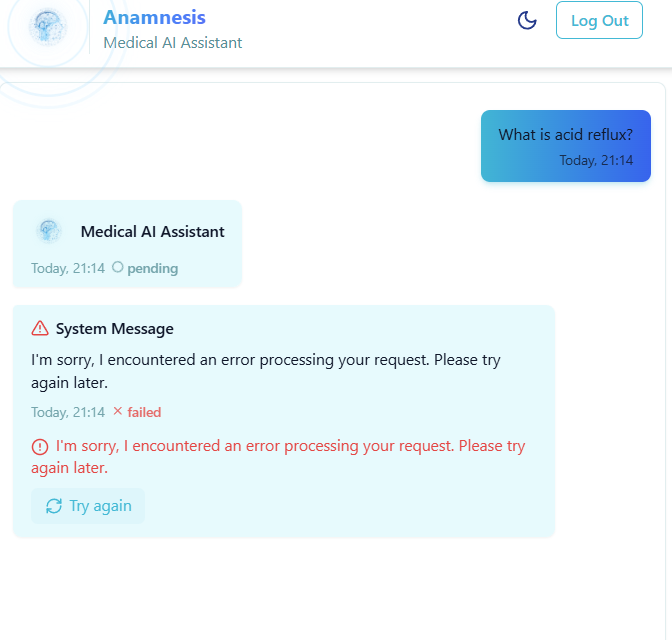 Anamnesis
Medical AI Assistant
Log Out
What is acid reflux?
Today, 21:14
Medical AI Assistant
Today, 21:14 pending
System Message
I'm sorry, I encountered an error processing your request. Please try
again later.
Today, 21:14 × failed
I'm sorry, I encountered an error processing your request. Please try
again later.
Try again